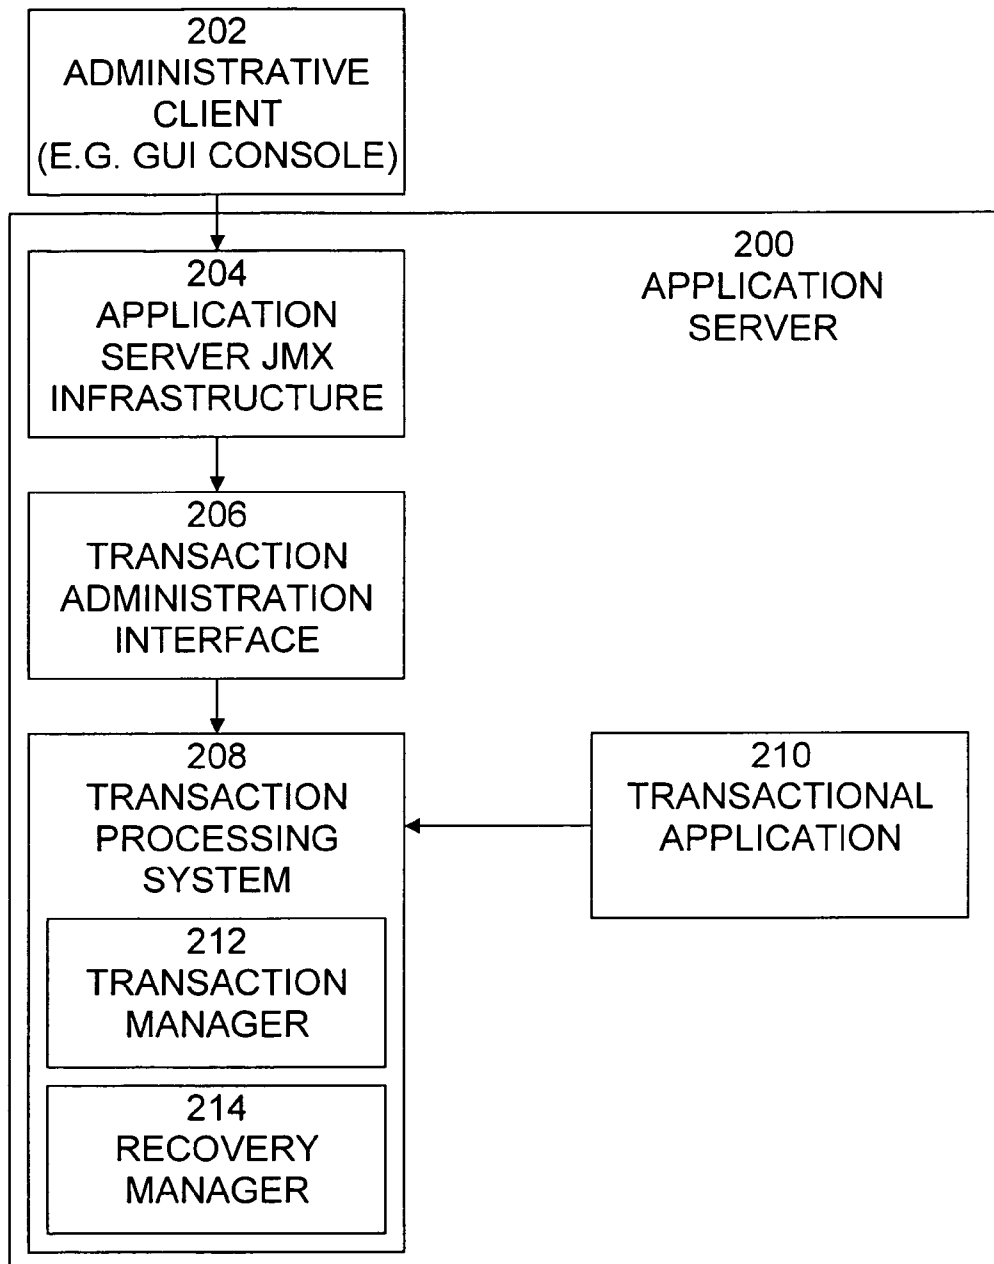 202
ADMINISTRATIVE
CLIENT
(E.G. GUI CONSOLE)
200
APPLICATION
SERVER
204
APPLICATION
SERVER JMX
INFRASTRUCTURE
206
TRANSACTION
ADMINISTRATION
INTERFACE
208
TRANSACTION
PROCESSING
SYSTEM
210
TRANSACTIONAL
APPLICATION
212
TRANSACTION
MANAGER
214
RECOVERY
MANAGER